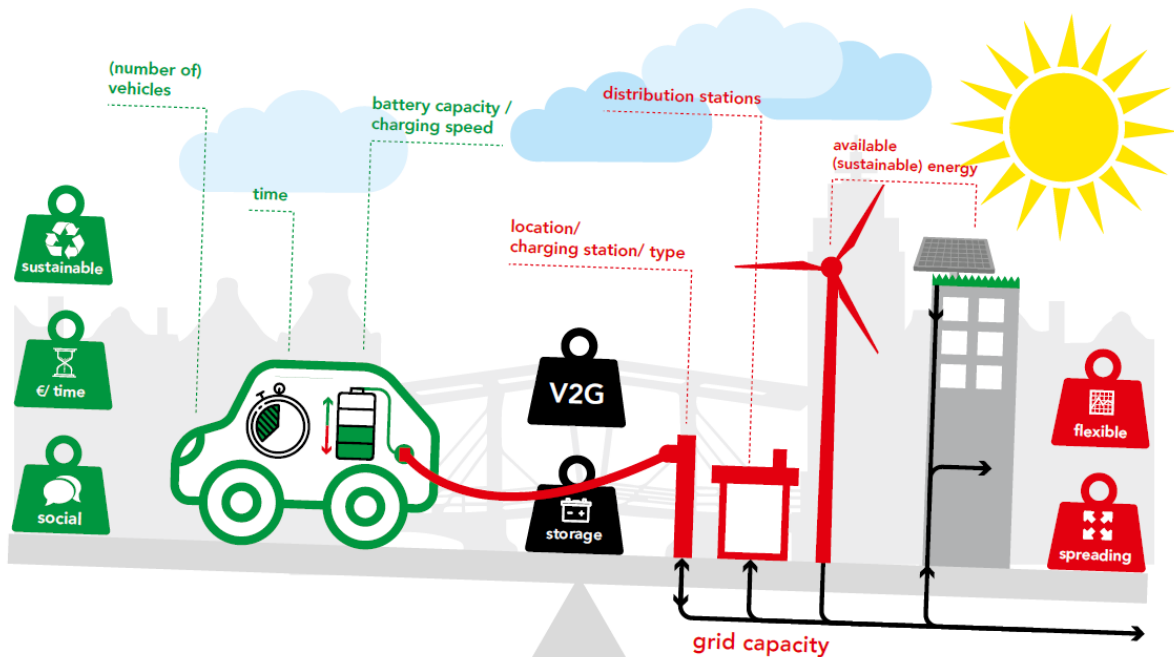 (number of)
vehicles
battery capacity /
charging speed
distribution stations
available
(sustainable) energy
time
location/
charging station/ type
sustainable
€/ time
social
V2G
storage
flexible
spreading
grid capacity